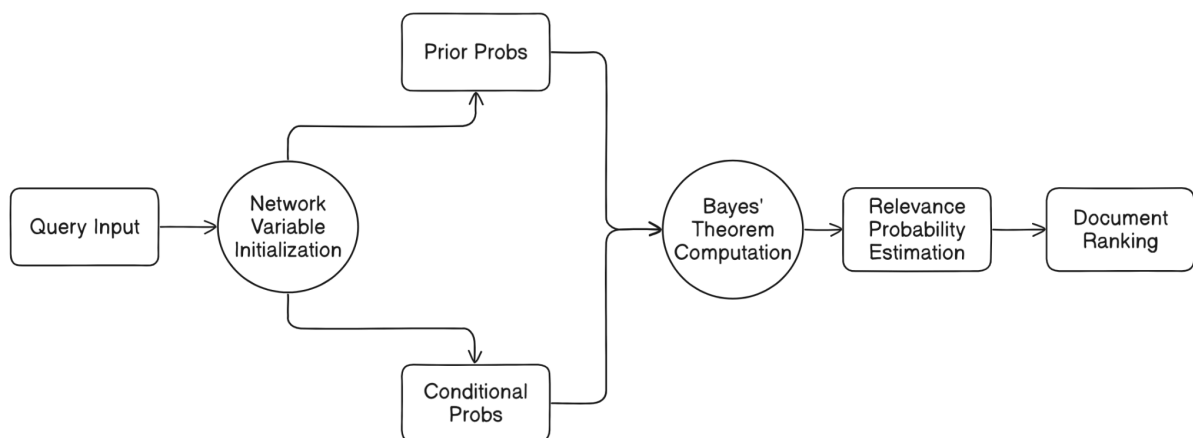 Query Input
Network
Variable
Initialization
Prior Probs
Conditional
Probs
Bayes'
Theorem
Computation
Relevance
Probability
Estimation
Document
Ranking